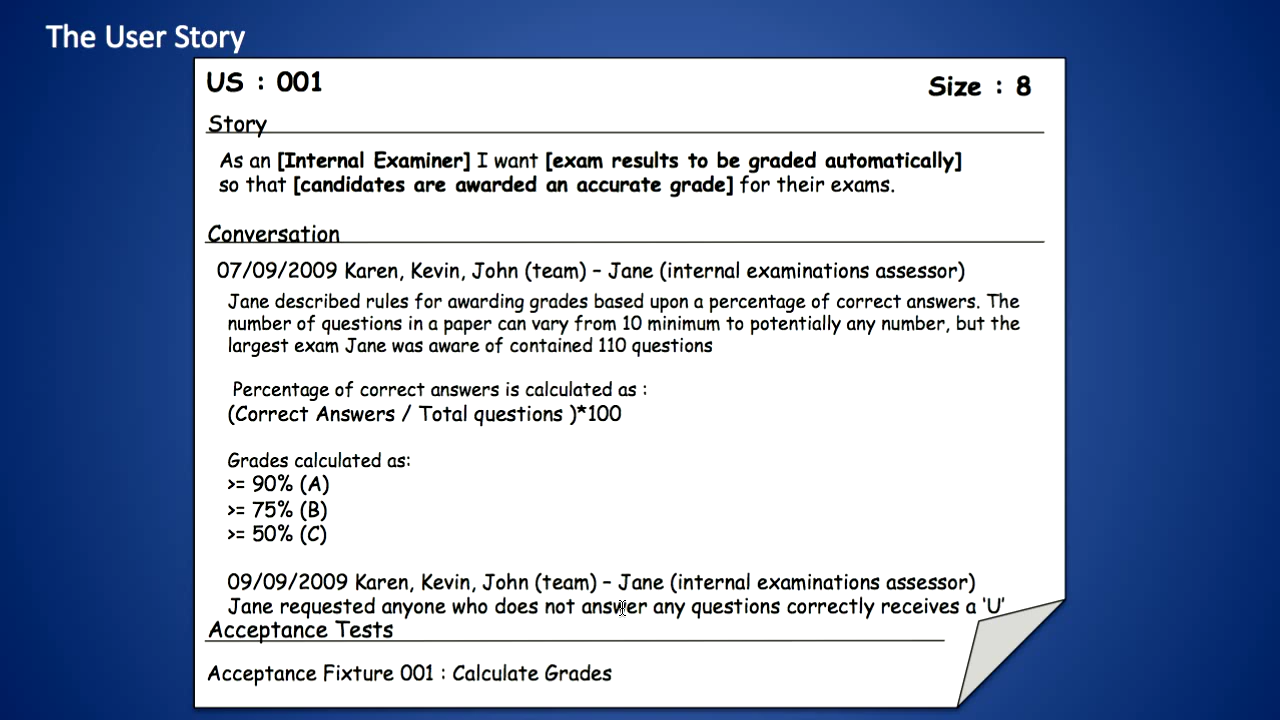 The User Story
US : 001
Size : 8
Story
As an [Internal Examiner] I want [exam results to be graded automatically]
so that [candidates are awarded an accurate grade] for their exams.
Conversation
07/09/2009 Karen, Kevin, John (team) – Jane (internal examinations assessor)
Jane described rules for awarding grades based upon a percentage of correct answers. The
number of questions in a paper can vary from 10 minimum to potentially any number, but the
largest exam Jane was aware of contained 110 questions
Percentage of correct answers is calculated as :
(Correct Answers / Total questions )*100
Grades calculated as:
>= 90% (A)
>= 75% (B)
>= 50% (C)
09/09/2009 Karen, Kevin, John (team) – Jane (internal examinations assessor)
Jane requested anyone who does not answer any questions correctly receives a ‘U’
Acceptance Tests
Acceptance Fixture 001 : Calculate Grades